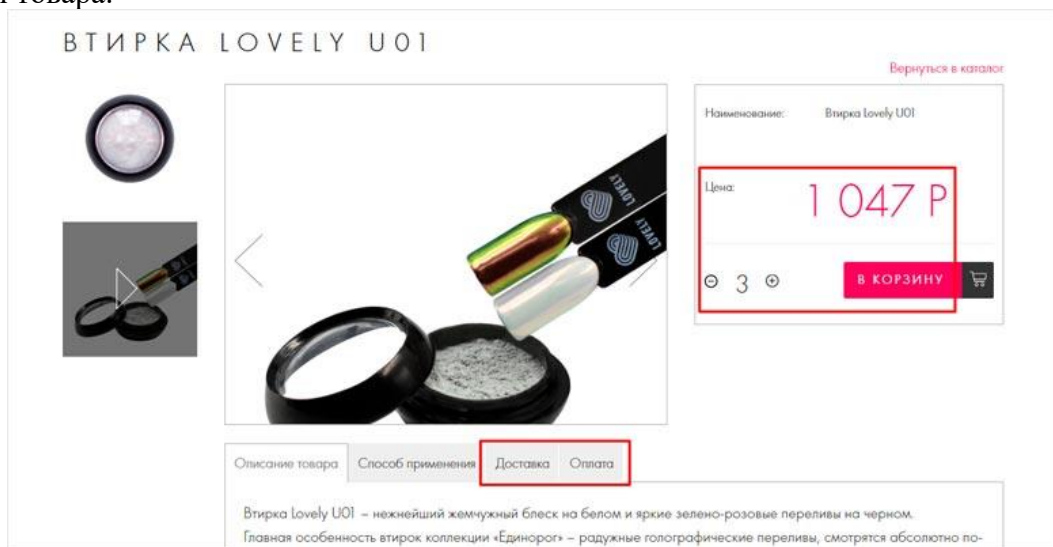 товара.
ВТИРКА LOVELY U01
Вернуться в каталог
Наименование: Втирка Lovely U01
LOVELY
LOVELY
Цена: 1 047 Р
3
В КОРЗИНУ
Описание товара Способ применения Доставка Оплата
Втирка Lovely U01 – нежнейший жемчужный блеск на белом и яркие зелено-розовые переливы на черном.
Главная особенность втирок коллекции «Единорог» – радужные голографические переливы, смотрятся абсолютно по-